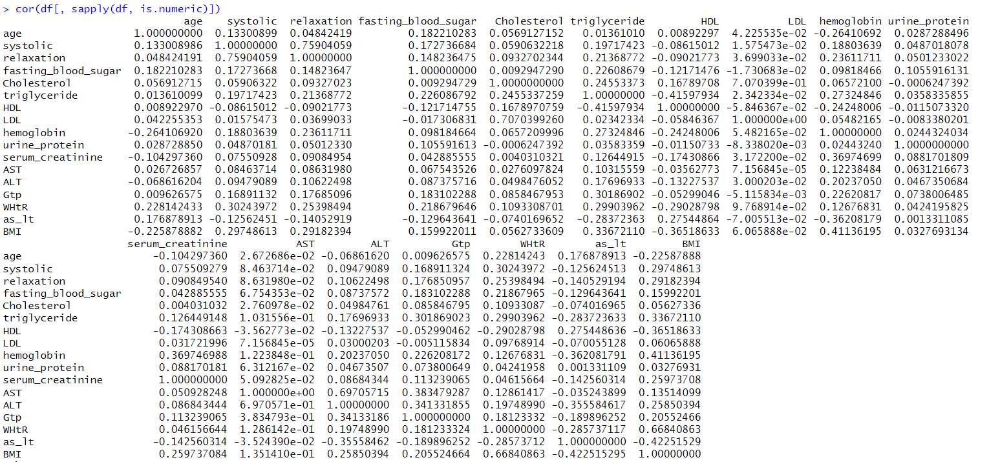 > cor(df[, sapply(df, is.numeric)])
age systolic relaxation fasting_blood_sugar Cholesterol triglyceride HDL LDL hemoglobin urine_protein
age 1.000000000 0.13300899 0.04842419 0.182210283 0.0569127152 0.01361010 0.00892297 4.225535e-02 -0.26410692 0.0287288496
systolic 0.133008986 1.00000000 0.75904059 0.172736684 0.0590632218 0.19717423 -0.08615012 1.575473e-02 0.18803639 0.0487018078
relaxation 0.048424191 0.75904059 1.00000000 0.148236475 0.0932702344 0.21368772 -0.09021773 3.699033e-02 0.23611711 0.0501233022
fasting_blood_sugar 0.182210283 0.17273668 0.14823647 1.000000000 0.0092947290 0.22608679 -0.12171476 -1.730683e-02 0.09818466 0.1055916131
Cholesterol 0.056912715 0.05906322 0.09327023 0.009294729 1.0000000000 0.24553373 0.16789708 7.070399e-01 0.06572100 -0.0006247392
triglyceride 0.013610099 0.19717423 0.21368772 0.226086792 0.2455337259 1.00000000 -0.41597934 2.342334e-02 0.27324846 0.0358335855
HDL 0.008922970 -0.08615012 -0.09021773 -0.121714755 0.1678970759 -0.41597934 1.00000000 -5.846367e-02 -0.24248006 -0.0115073320
LDL 0.042255353 0.01575473 0.03699033 -0.017306831 0.7070399260 0.02342334 -0.05846367 1.000000e+00 0.05482165 -0.0083380201
hemoglobin -0.264106920 0.18803639 0.23611711 0.098184664 0.0657209996 0.27324846 -0.24248006 5.482165e-02 1.00000000 0.0244324034
urine_protein 0.028728850 0.04870181 0.05012330 0.105591613 -0.0006247392 0.03583359 -0.01150733 -8.338020e-03 0.02443240 1.0000000000
serum_creatinine -0.104297360 0.07550928 0.09084954 0.042885555 0.0040310321 0.12644915 -0.17430866 3.172200e-02 0.36974699 0.0881701809
AST 0.026726857 0.08463714 0.08631980 0.067543526 0.0276097824 0.10315559 -0.03562773 7.156845e-05 0.12238484 0.0631216673
ALT -0.068616204 0.09479089 0.10622498 0.087375716 0.0498476052 0.17696933 -0.13227537 3.000203e-02 0.20237050 0.0467350684
Gtp 0.009626575 0.16891132 0.17685096 0.183102288 0.0858467953 0.30186902 -0.05299046 -5.115834e-03 0.22620817 0.0738006485
WHtR 0.228142433 0.30243972 0.25398494 0.218679646 0.1093308701 0.29903962 -0.29028798 9.768914e-02 0.12676831 0.0424195825
as_lt 0.176878913 -0.12562451 -0.14052919 -0.129643641 -0.0740169652 -0.28372363 0.27544864 -7.005513e-02 -0.36208179 0.0013311085
BMI -0.225878882 0.29748613 0.29182394 0.159922011 0.0562733609 0.33672110 -0.36518633 6.065888e-02 0.41136195 0.0327693134
serum_creatinine AST ALT Gtp WHtR as_lt BMI
age -0.104297360 2.672686e-02 -0.06861620 0.009626575 0.22814243 0.176878913 -0.22587888
systolic 0.075509279 8.463714e-02 0.09479089 0.168911324 0.30243972 -0.125624513 0.29748613
relaxation 0.090849540 8.631980e-02 0.10622498 0.176850957 0.25398494 -0.140529194 0.29182394
fasting_blood_sugar 0.042885555 6.754353e-02 0.08737572 0.183102288 0.21867965 -0.129643641 0.15992201
Cholesterol 0.004031032 2.760978e-02 0.04984761 0.085846795 0.10933087 -0.074016965 0.05627336
triglyceride 0.126449148 1.031556e-01 0.17696933 0.301869023 0.29903962 -0.283723633 0.33672110
HDL -0.174308663 -3.562773e-02 -0.13227537 -0.052990462 -0.29028798 0.275448636 -0.36518633
LDL 0.031721996 7.156845e-05 0.03000203 -0.005115834 0.09768914 -0.070055128 0.06065888
hemoglobin 0.369746988 1.223848e-01 0.20237050 0.226208172 0.12676831 -0.362081791 0.41136195
urine_protein 0.088170181 6.312167e-02 0.04673507 0.073800649 0.04241958 0.001331109 0.03276931
serum_creatinine 1.000000000 5.092825e-02 0.08684344 0.113239065 0.04615664 -0.142560314 0.25973708
AST 0.050928248 1.000000e+00 0.69705715 0.383479287 0.12861417 -0.035243899 0.13514099
ALT 0.086843444 6.970571e-01 1.00000000 0.341331855 0.19748990 -0.355584617 0.25850394
Gtp 0.113239065 3.834793e-01 0.34133186 1.000000000 0.18123332 -0.189896252 0.20552466
WHtR 0.046156644 1.286142e-01 0.19748990 0.181233324 1.00000000 -0.285737117 0.66840863
as_lt -0.142560314 -3.524390e-02 -0.35558462 -0.189896252 -0.28573712 1.000000000 -0.42251529
BMI 0.259737084 1.351410e-01 0.25850394 0.205524664 0.66840863 -0.422515295 1.00000000